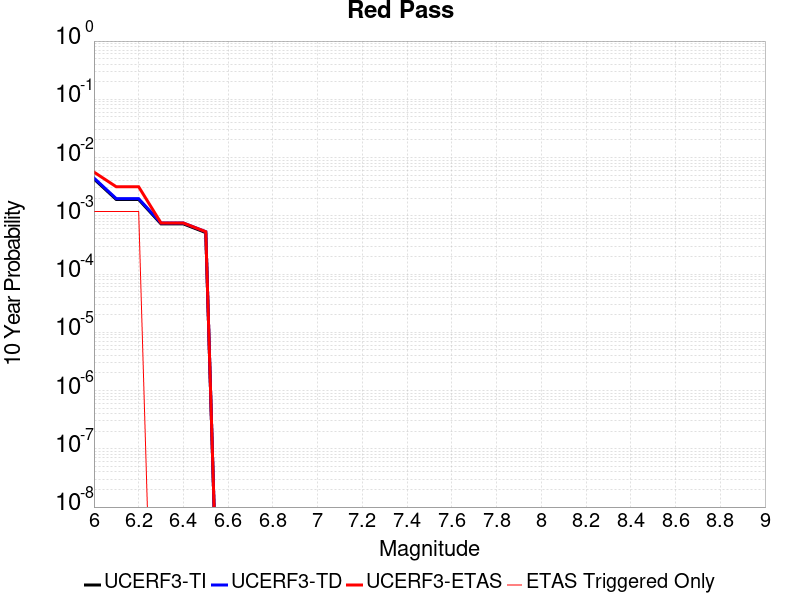 Red Pass
10 0
10 -1
10 -2
10 -3
10 -4
10 -5
10 -6
10 -7
10 -8
10 Year Probability
6 6.2 6.4 6.6 6.8 7 7.2 7.4 7.6 7.8 8 8.2 8.4 8.6 8.8 9
Magnitude
UCERF3-TI UCERF3-TD UCERF3-ETAS ETAS Triggered Only